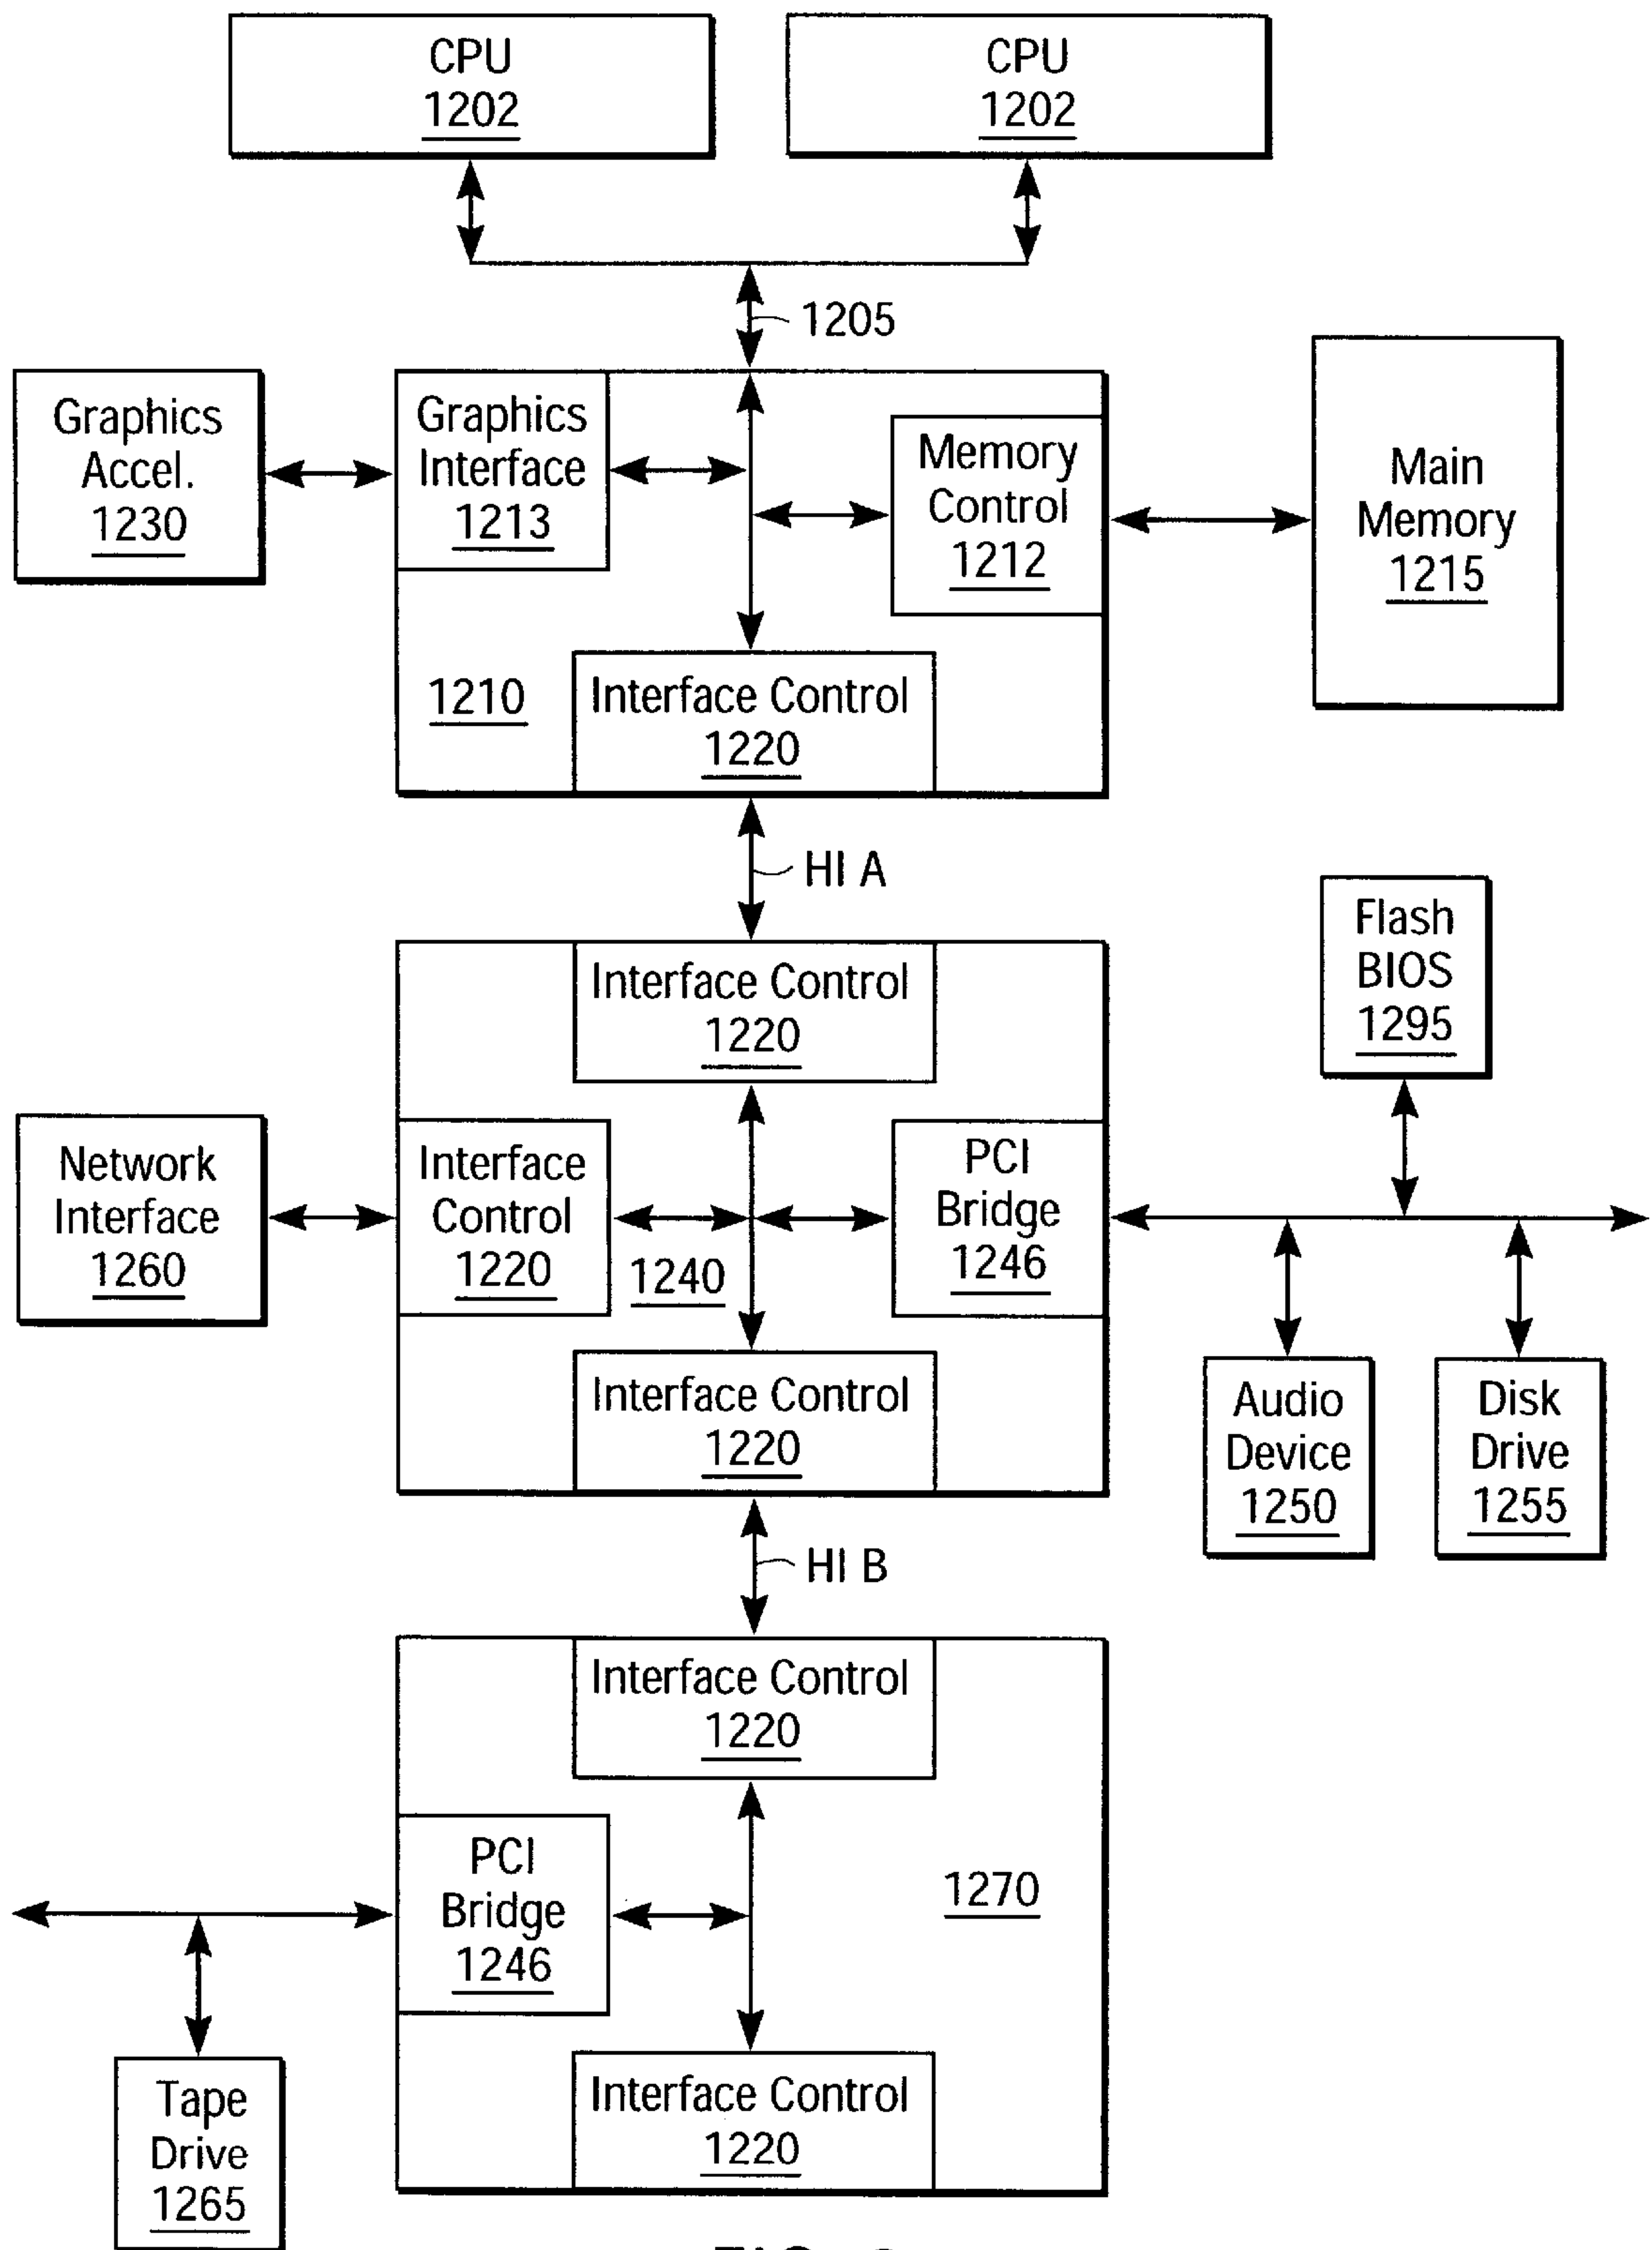 CPU
1202
CPU
1202
1205
Graphics
Accel.
1230
Graphics
Interface
1213
Memory
Control
1212
Main
Memory
1215
1210
Interface Control
1220
HI A
Interface Control
1220
Flash
BIOS
1295
Network
Interface
1260
Interface
Control
1220
1240
PCI
Bridge
1246
Interface Control
1220
Audio
Device
1250
Disk
Drive
1255
HI B
Interface Control
1220
PCI
Bridge
1246
1270
Interface Control
1220
Tape
Drive
1265